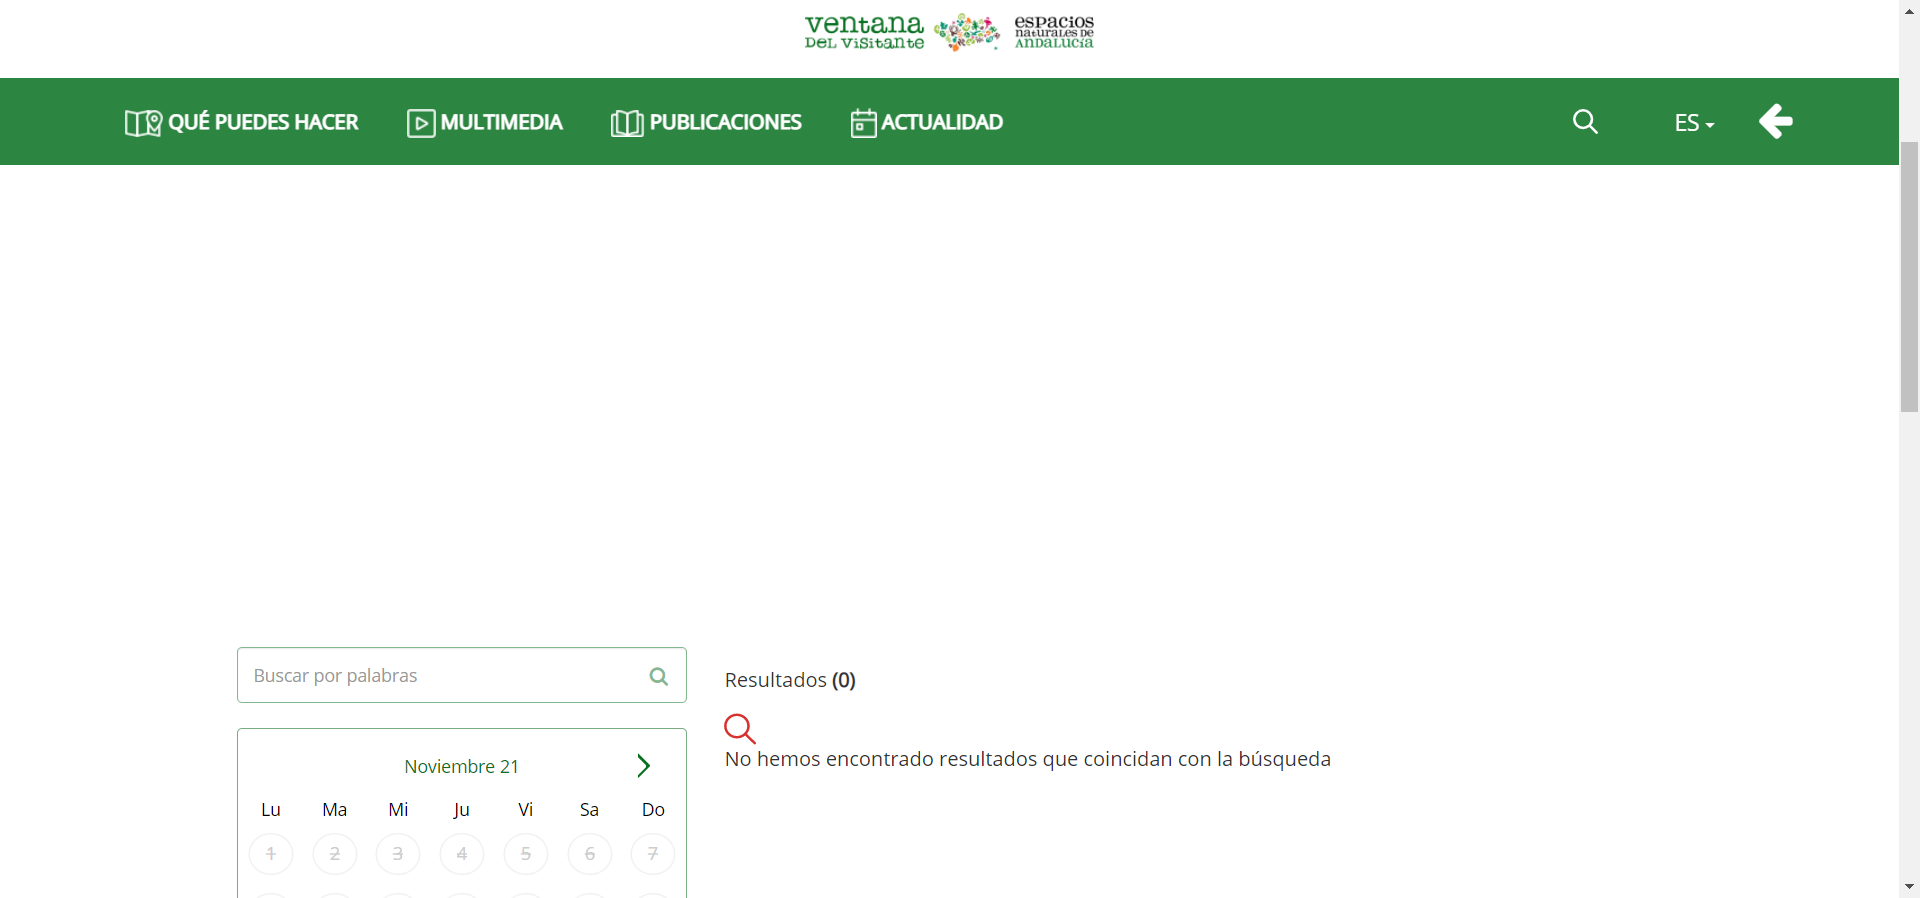 ventana
DEL VISITANTE
espacios
naturales de
ANDALUCÍA
QUÉ PUEDES HACER
MULTIMEDIA
PUBLICACIONES
ACTUALIDAD
ES
Buscar por palabras
Resultados (0)
No hemos encontrado resultados que coincidan con la búsqueda
Noviembre 21
Lu Ma Mi Ju Vi Sa Do
1 2 3 4 5 6 7